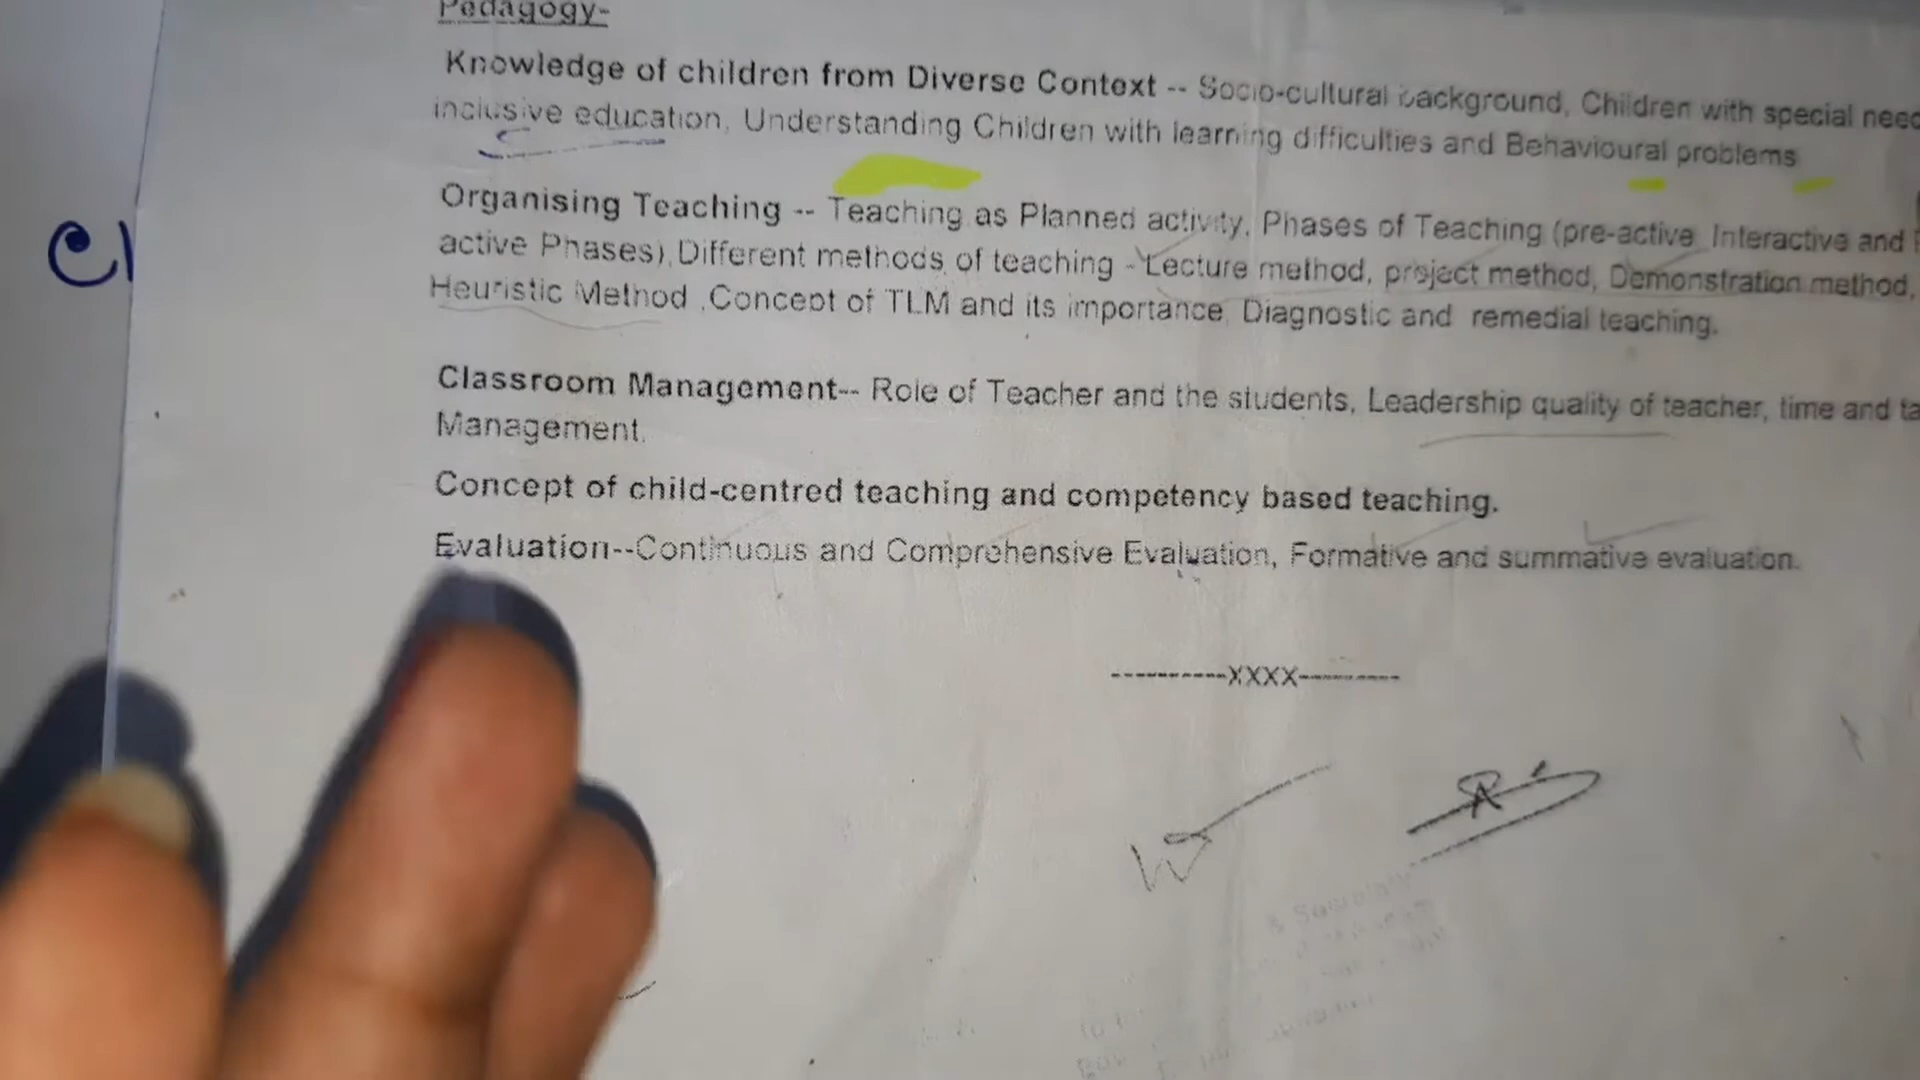 Pedagogy-
Knowledge of children from Diverse Context -- Socio-cultural background, Children with special
inclusive education, Understanding Children with learning difficulties and Behavioural problems
Organising Teaching -- Teaching as Planned activity, Phases of Teaching (pre-active Interactive and
active Phases), Different methods of teaching - Lecture method, project method, Demonstration method,
Heuristic Method ,Concept of TLM and its importance, Diagnostic and remedial teaching.
Classroom Management-- Role of Teacher and the students, Leadership quality of teacher, time and
Management.
Concept of child-centred teaching and competency based teaching.
Evaluation--Continuous and Comprehensive Evaluation, Formative and summative evaluation.
-----------XXXX----------